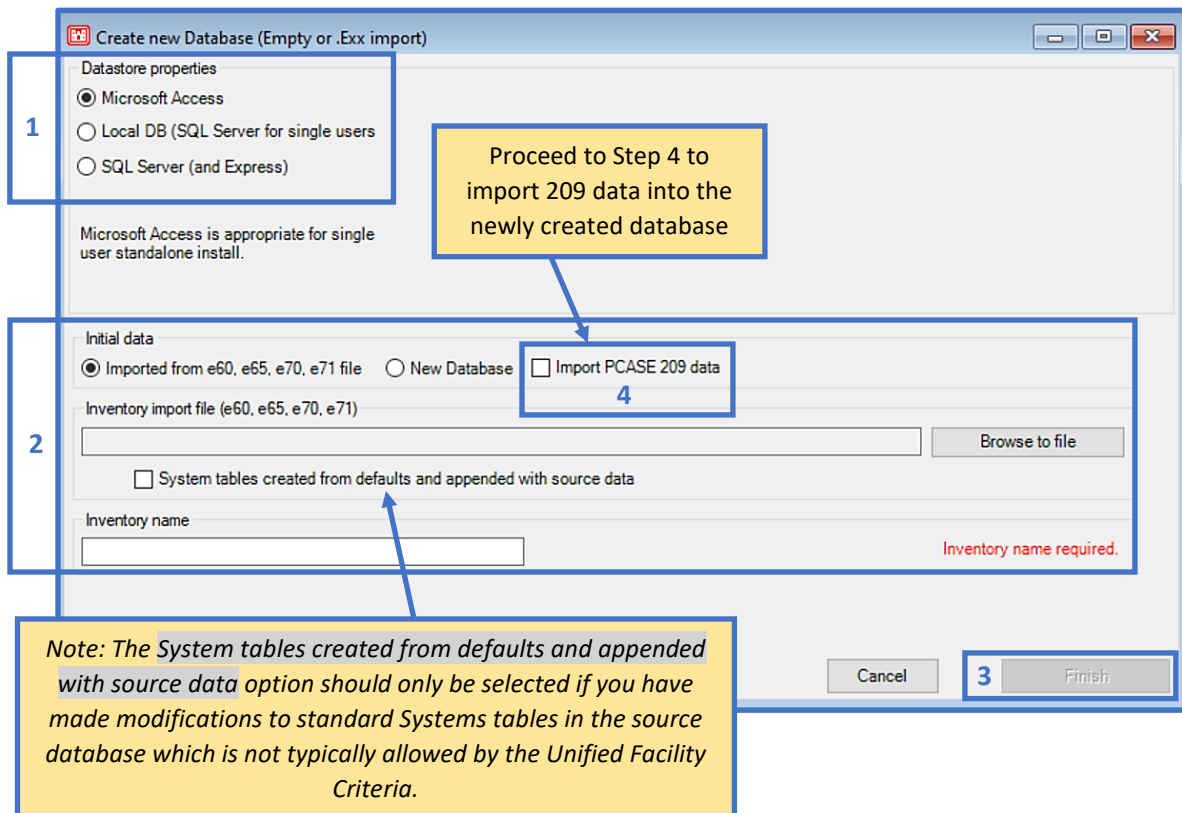 Create new Database (Empty or .Exx import)
Datastore properties
Microsoft Access
1
Local DB (SQL Server for single users
SQL Server (and Express)
Proceed to Step 4 to
import 209 data into the
newly created database
Microsoft Access is appropriate for single
user standalone install.
Initial data
Imported from e60, e65, e70, e71 file New Database Import PCASE 209 data
4
Inventory import file (e60, e65, e70, e71)
2
Browse to file
System tables created from defaults and appended with source data
Inventory name
Inventory name required.
Note: The System tables created from defaults and appended
with source data option should only be selected if you have
made modifications to standard Systems tables in the source
database which is not typically allowed by the Unified Facility
Criteria.
Cancel
3
Finish